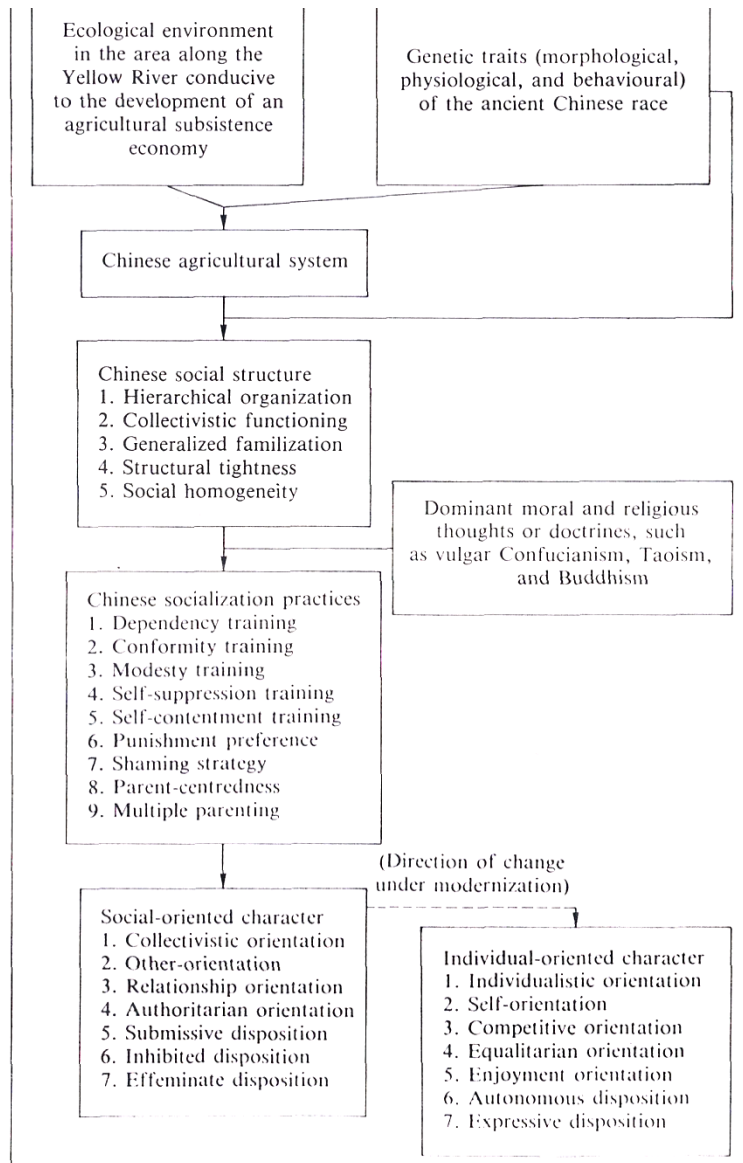 Ecological environment
in the area along the
Yellow River conducive
to the development of an
agricultural subsistence
economy
Genetic traits (morphological,
physiological, and behavioural)
of the ancient Chinese race
Chinese agricultural system
Chinese social structure
1. Hierarchical organization
2. Collectivistic functioning
3. Generalized familization
4. Structural tightness
5. Social homogeneity
Dominant moral and religious
thoughts or doctrines, such
as vulgar Confucianism, Taoism,
and Buddhism
Chinese socialization practices
1. Dependency training
2. Conformity training
3. Modesty training
4. Self-suppression training
5. Self-contentment training
6. Punishment preference
7. Shaming strategy
8. Parent-centredness
9. Multiple parenting
(Direction of change
under modernization)
Social-oriented character
1. Collectivistic orientation
2. Other-orientation
3. Relationship orientation
4. Authoritarian orientation
5. Submissive disposition
6. Inhibited disposition
7. Effeminate disposition
Individual-oriented character
1. Individualistic orientation
2. Self-orientation
3. Competitive orientation
4. Equalitarian orientation
5. Enjoyment orientation
6. Autonomous disposition
7. Expressive disposition